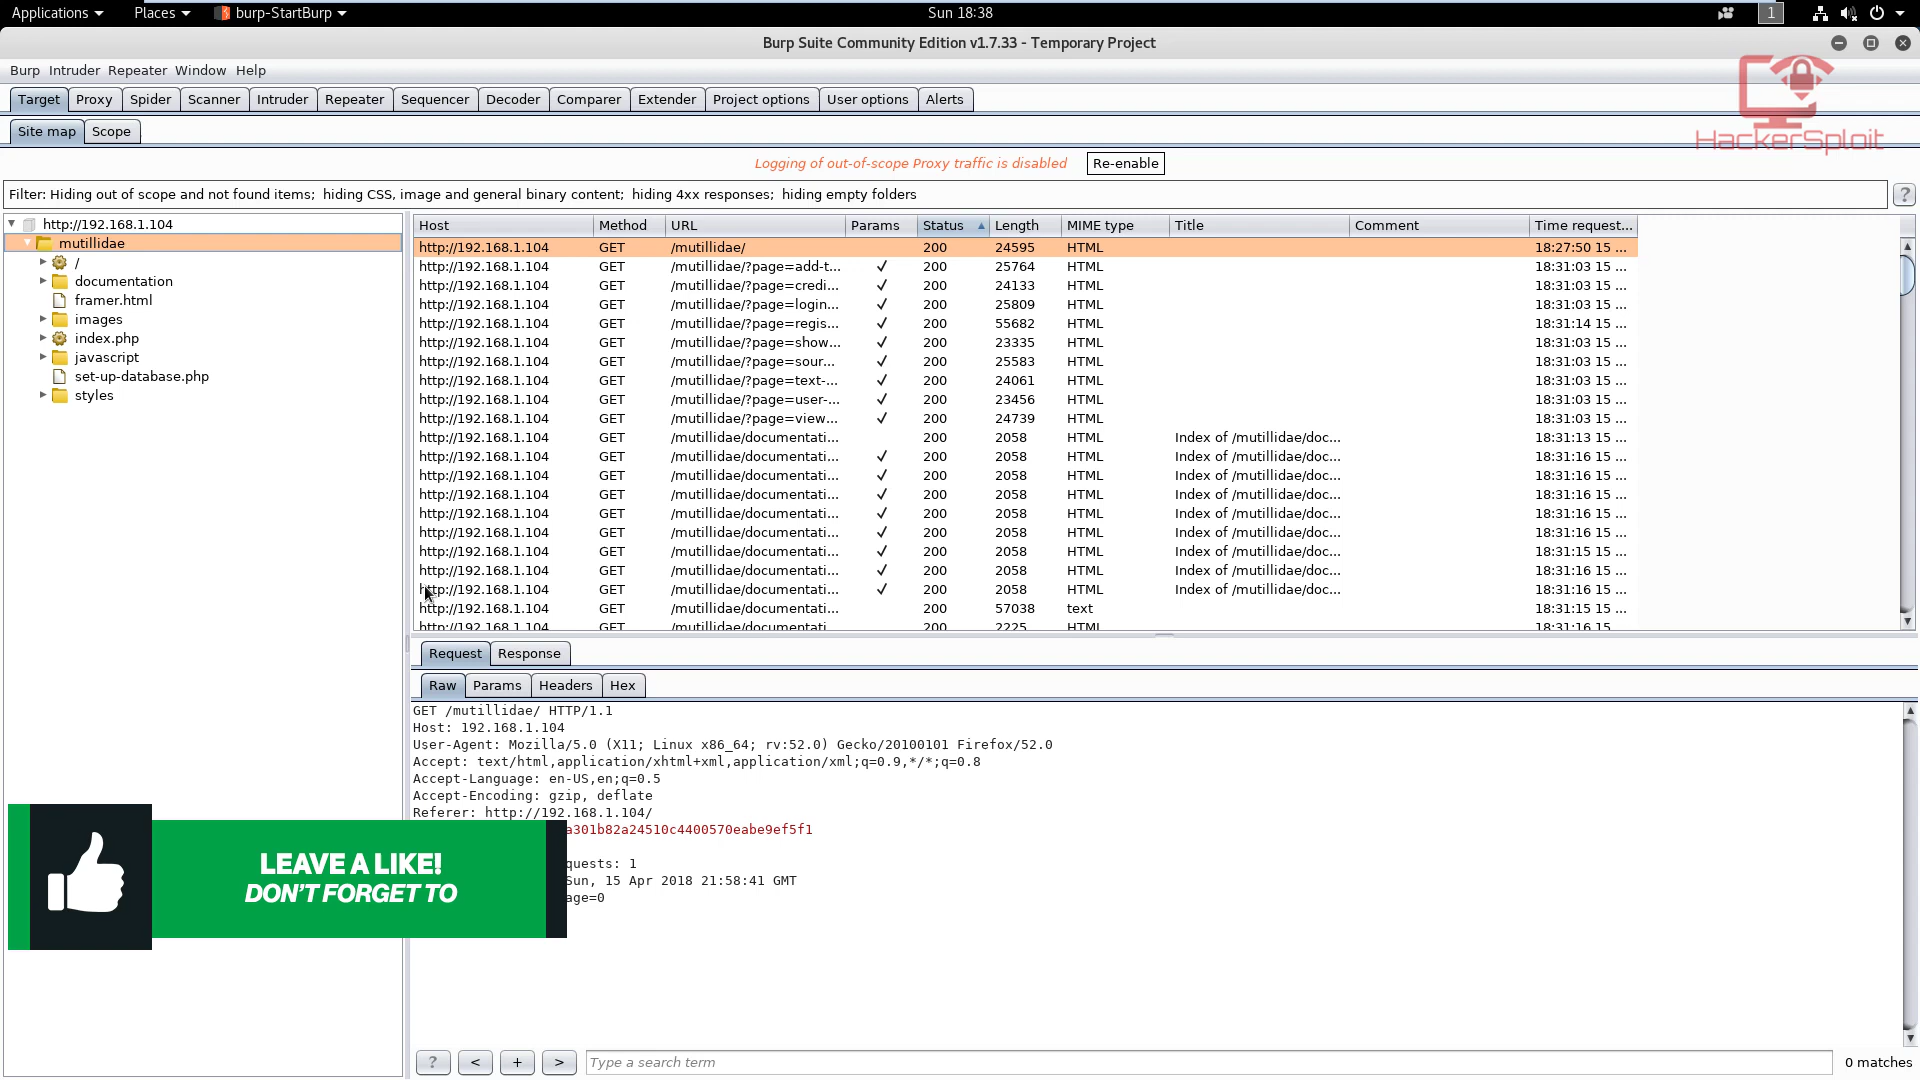 Applications Places burp-StartBurp Sun 18:38 1
Burp Suite Community Edition v1.7.33 - Temporary Project
Burp Intruder Repeater Window Help
Target Proxy Spider Scanner Intruder Repeater Sequencer Decoder Comparer Extender Project options User options Alerts
HackerSploit
Site map Scope
Logging of out-of-scope Proxy traffic is disabled Re-enable
Filter: Hiding out of scope and not found items; hiding CSS, image and general binary content; hiding 4xx responses; hiding empty folders ?
http://192.168.1.104
mutillidae
/
documentation
framer.html
images
index.php
javascript
set-up-database.php
styles
Host Method URL Params Status Length MIME type Title Comment Time request...
http://192.168.1.104 GET /mutillidae/ 200 24595 HTML 18:27:50 15 ...
http://192.168.1.104 GET /mutillidae/?page=add-t... ✓ 200 25764 HTML 18:31:03 15 ...
http://192.168.1.104 GET /mutillidae/?page=credi... ✓ 200 24133 HTML 18:31:03 15 ...
http://192.168.1.104 GET /mutillidae/?page=login... ✓ 200 25809 HTML 18:31:03 15 ...
http://192.168.1.104 GET /mutillidae/?page=regis... ✓ 200 55682 HTML 18:31:14 15 ...
http://192.168.1.104 GET /mutillidae/?page=show... ✓ 200 23335 HTML 18:31:03 15 ...
http://192.168.1.104 GET /mutillidae/?page=sour... ✓ 200 25583 HTML 18:31:03 15 ...
http://192.168.1.104 GET /mutillidae/?page=text-... ✓ 200 24061 HTML 18:31:03 15 ...
http://192.168.1.104 GET /mutillidae/?page=user-... ✓ 200 23456 HTML 18:31:03 15 ...
http://192.168.1.104 GET /mutillidae/?page=view... ✓ 200 24739 HTML 18:31:03 15 ...
http://192.168.1.104 GET /mutillidae/documentati... 200 2058 HTML Index of /mutillidae/doc... 18:31:13 15 ...
http://192.168.1.104 GET /mutillidae/documentati... ✓ 200 2058 HTML Index of /mutillidae/doc... 18:31:16 15 ...
http://192.168.1.104 GET /mutillidae/documentati... ✓ 200 2058 HTML Index of /mutillidae/doc... 18:31:16 15 ...
http://192.168.1.104 GET /mutillidae/documentati... ✓ 200 2058 HTML Index of /mutillidae/doc... 18:31:16 15 ...
http://192.168.1.104 GET /mutillidae/documentati... ✓ 200 2058 HTML Index of /mutillidae/doc... 18:31:16 15 ...
http://192.168.1.104 GET /mutillidae/documentati... ✓ 200 2058 HTML Index of /mutillidae/doc... 18:31:16 15 ...
http://192.168.1.104 GET /mutillidae/documentati... ✓ 200 2058 HTML Index of /mutillidae/doc... 18:31:15 15 ...
http://192.168.1.104 GET /mutillidae/documentati... ✓ 200 2058 HTML Index of /mutillidae/doc... 18:31:16 15 ...
http://192.168.1.104 GET /mutillidae/documentati... ✓ 200 2058 HTML Index of /mutillidae/doc... 18:31:16 15 ...
http://192.168.1.104 GET /mutillidae/documentati... 200 57038 text 18:31:15 15 ...
http://192.168.1.104 GET /mutillidae/documentati 200 2225 HTML 18:31:16 15
Request Response
Raw Params Headers Hex
GET /mutillidae/ HTTP/1.1
Host: 192.168.1.104
User-Agent: Mozilla/5.0 (X11; Linux x86_64; rv:52.0) Gecko/20100101 Firefox/52.0
Accept: text/html,application/xhtml+xml,application/xml;q=0.9,*/*;q=0.8
Accept-Language: en-US,en;q=0.5
Accept-Encoding: gzip, deflate
Referer: http://192.168.1.104/
a301b82a24510c4400570eabe9ef5f1
quests: 1
Sun, 15 Apr 2018 21:58:41 GMT
age=0
LEAVE A LIKE!
DON'T FORGET TO
? < + > Type a search term 0 matches